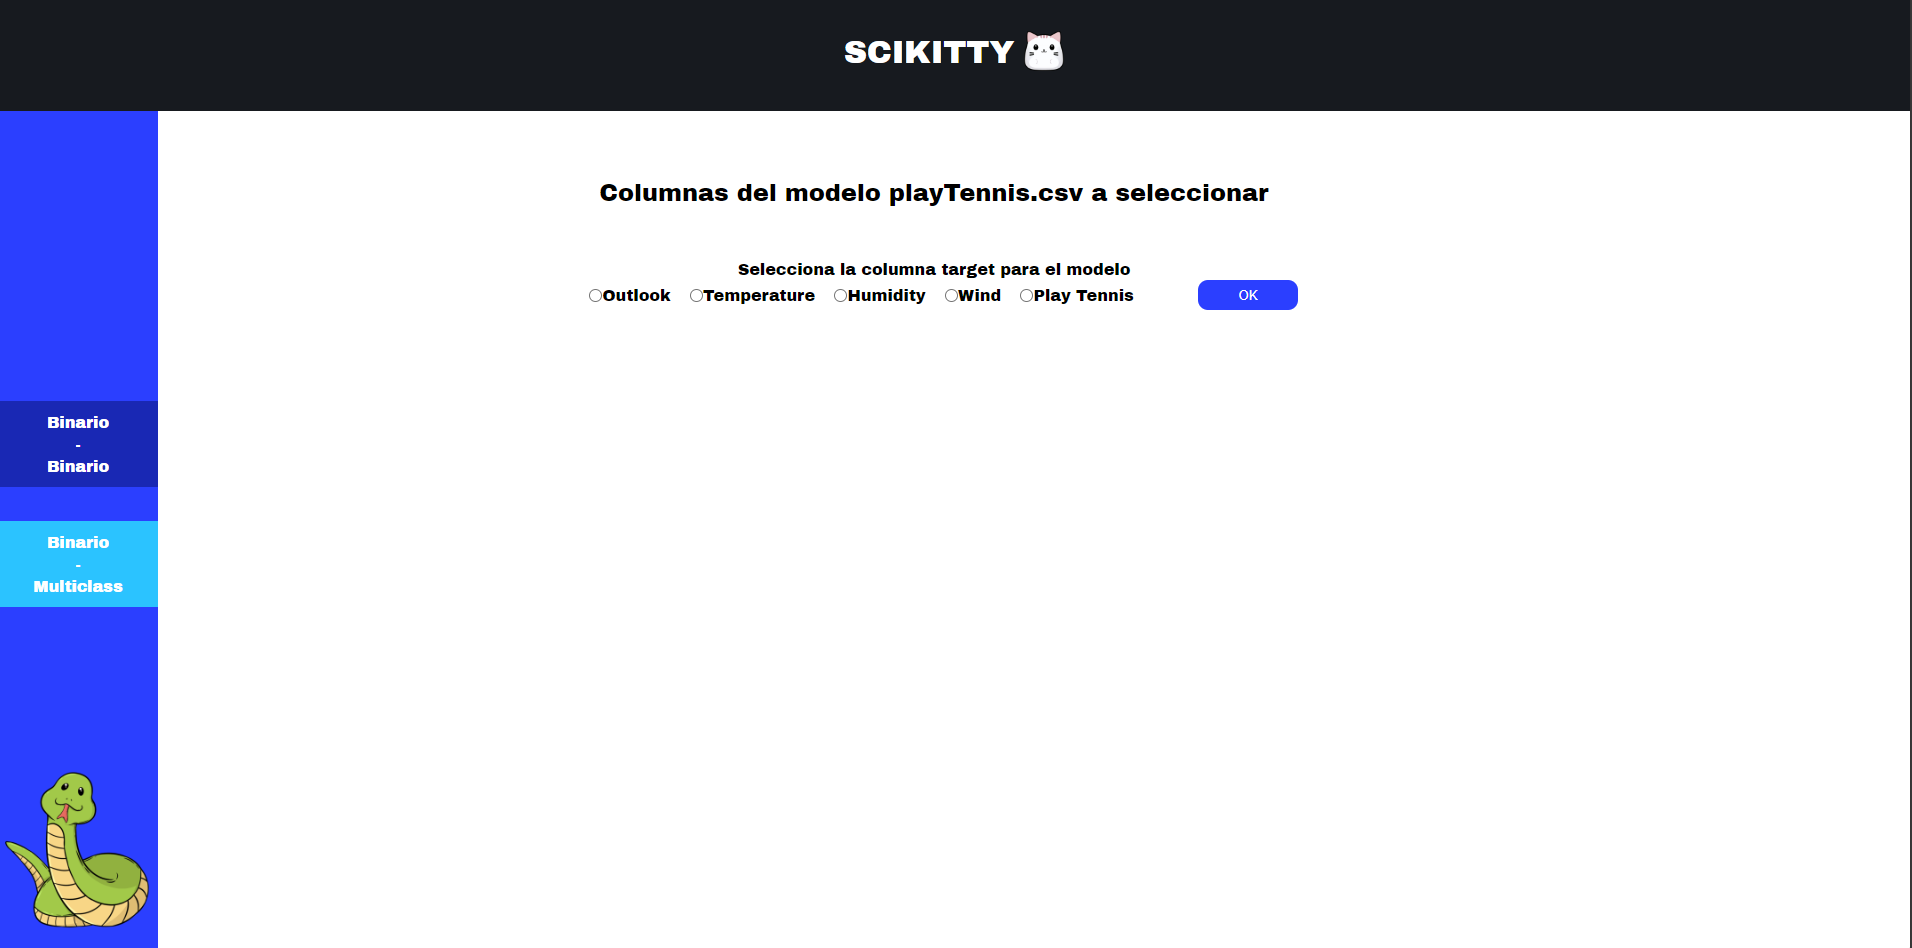 SCIKITTY
Columnas del modelo playTennis.csv a seleccionar
Selecciona la columna target para el modelo
Outlook Temperature Humidity Wind Play Tennis OK
Binario
-
Binario
Binario
-
Multiclass